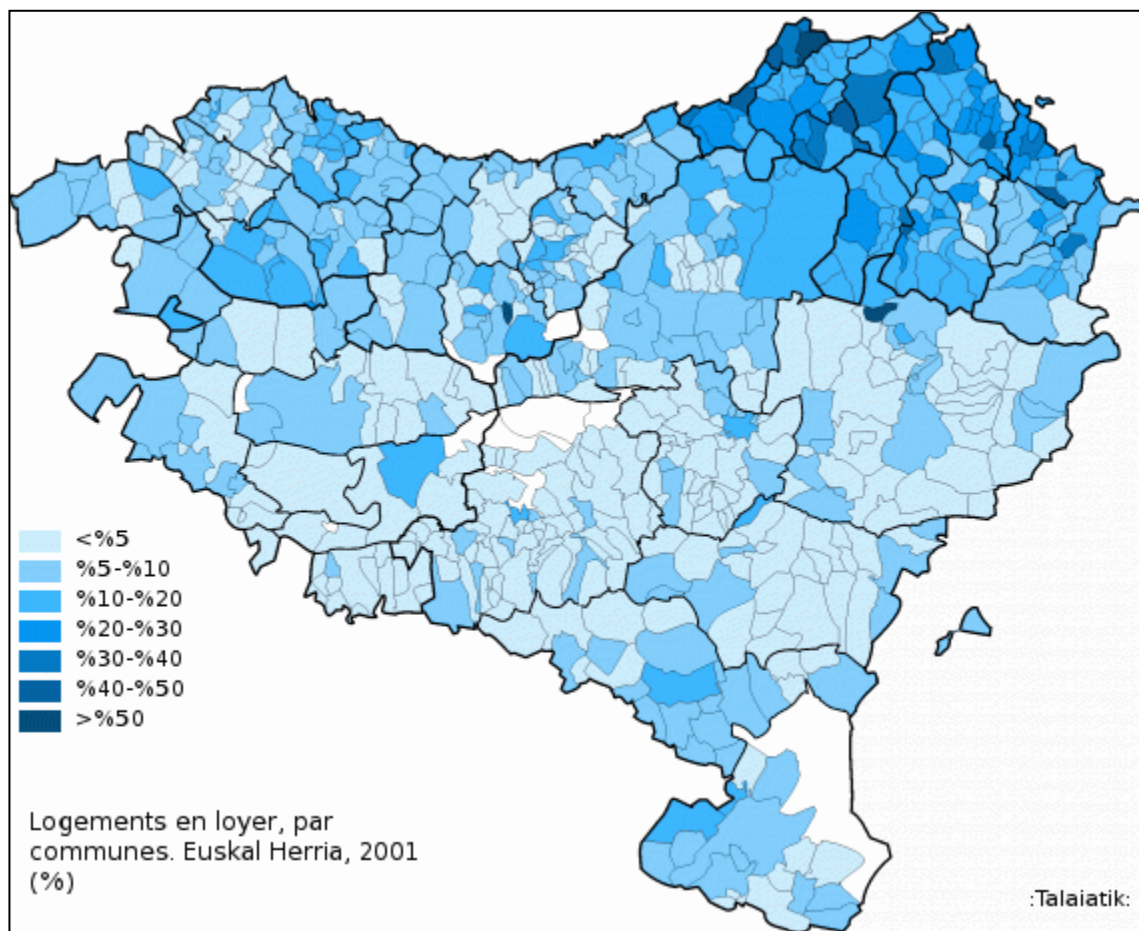 <%5
%5-%10
%10-%20
%20-%30
%30-%40
%40-%50
>%50
Logements en loyer, par
communes. Euskal Herria, 2001
(%)
:Talaiatik: